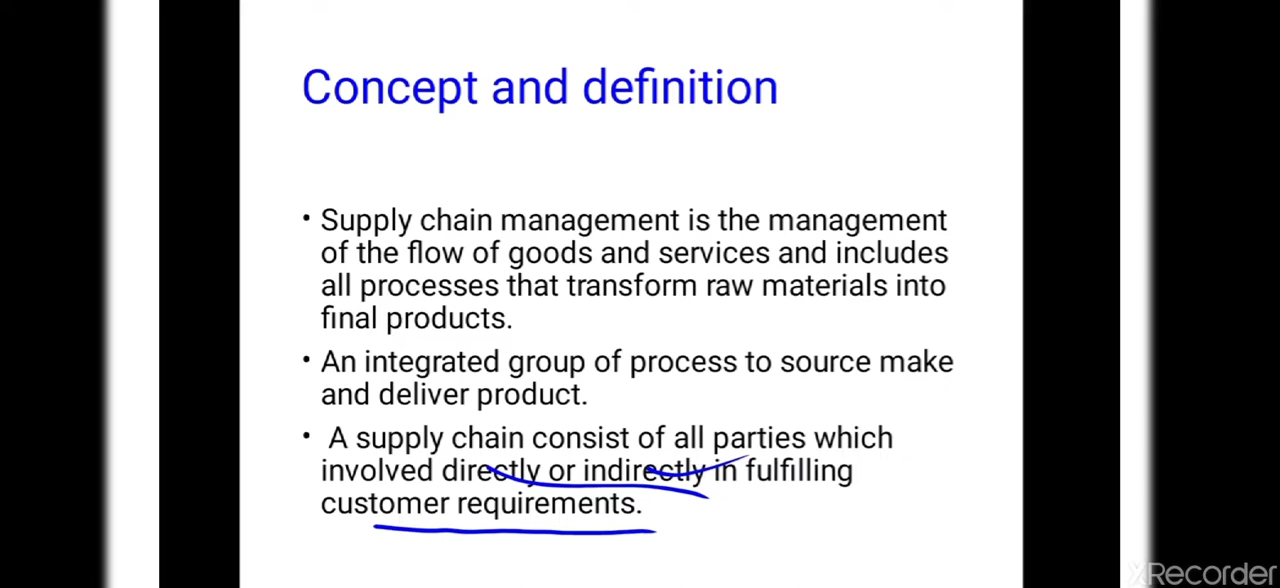 Concept and definition
• Supply chain management is the management
of the flow of goods and services and includes
all processes that transform raw materials into
final products.
• An integrated group of process to source make
and deliver product.
• A supply chain consist of all parties which
involved directly or indirectly in fulfilling
customer requirements.
XRecorder